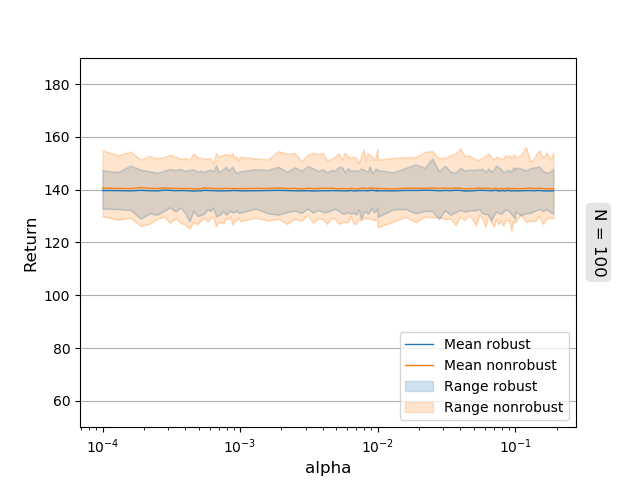 180
160
140
120
100
80
60
Return
10⁻⁴
10⁻³
10⁻²
10⁻¹
alpha
N = 100
Mean robust
Mean nonrobust
Range robust
Range nonrobust